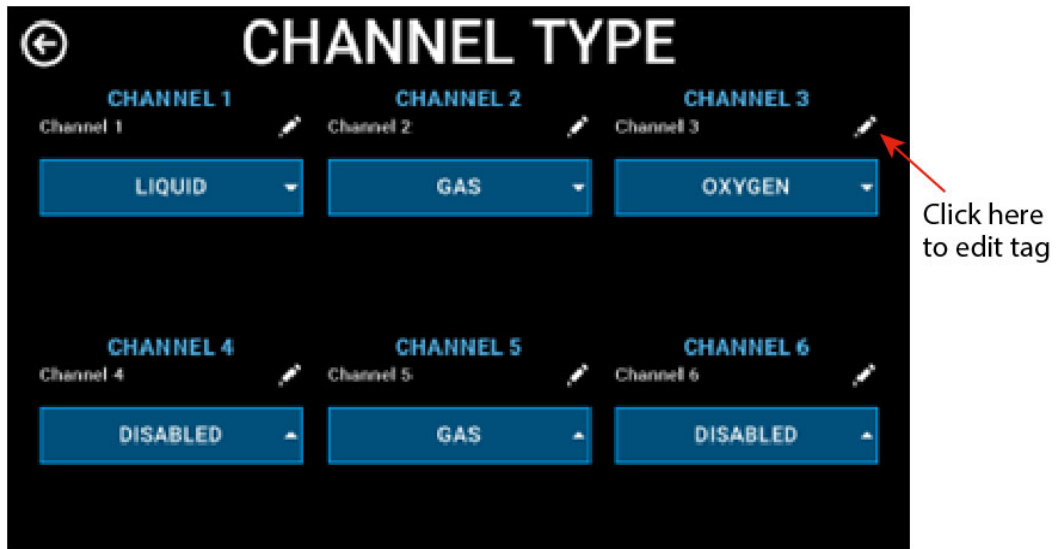 CHANNEL TYPE
CHANNEL 1
Channel 1
LIQUID
CHANNEL 2
Channel 2
GAS
CHANNEL 3
Channel 3
OXYGEN
Click here
to edit tag
CHANNEL 4
Channel 4
DISABLED
CHANNEL 5
Channel 5
GAS
CHANNEL 6
Channel 6
DISABLED